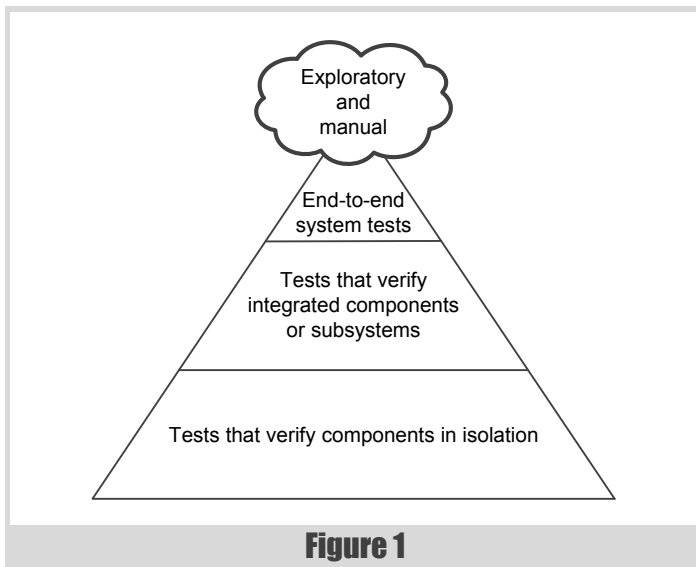 Exploratory
and
manual
End-to-end
system tests
Tests that verify
integrated components
or subsystems
Tests that verify components in isolation
Figure 1